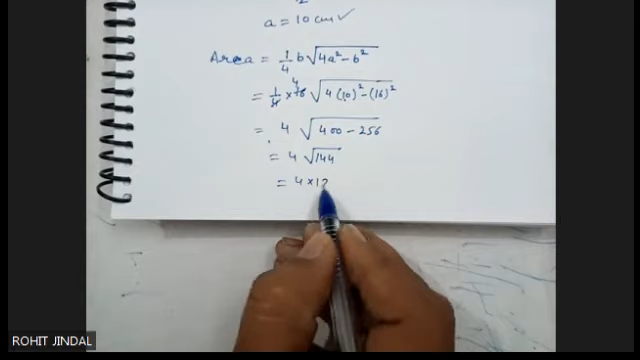 a = 10 cm ✓
Area = 1/4 b √(4a² - b²)
= 1/4 × 16 4 √(4(10)² - (16)²)
= 4 √(400 - 256)
= 4 √144
= 4 × 12
ROHIT JINDAL